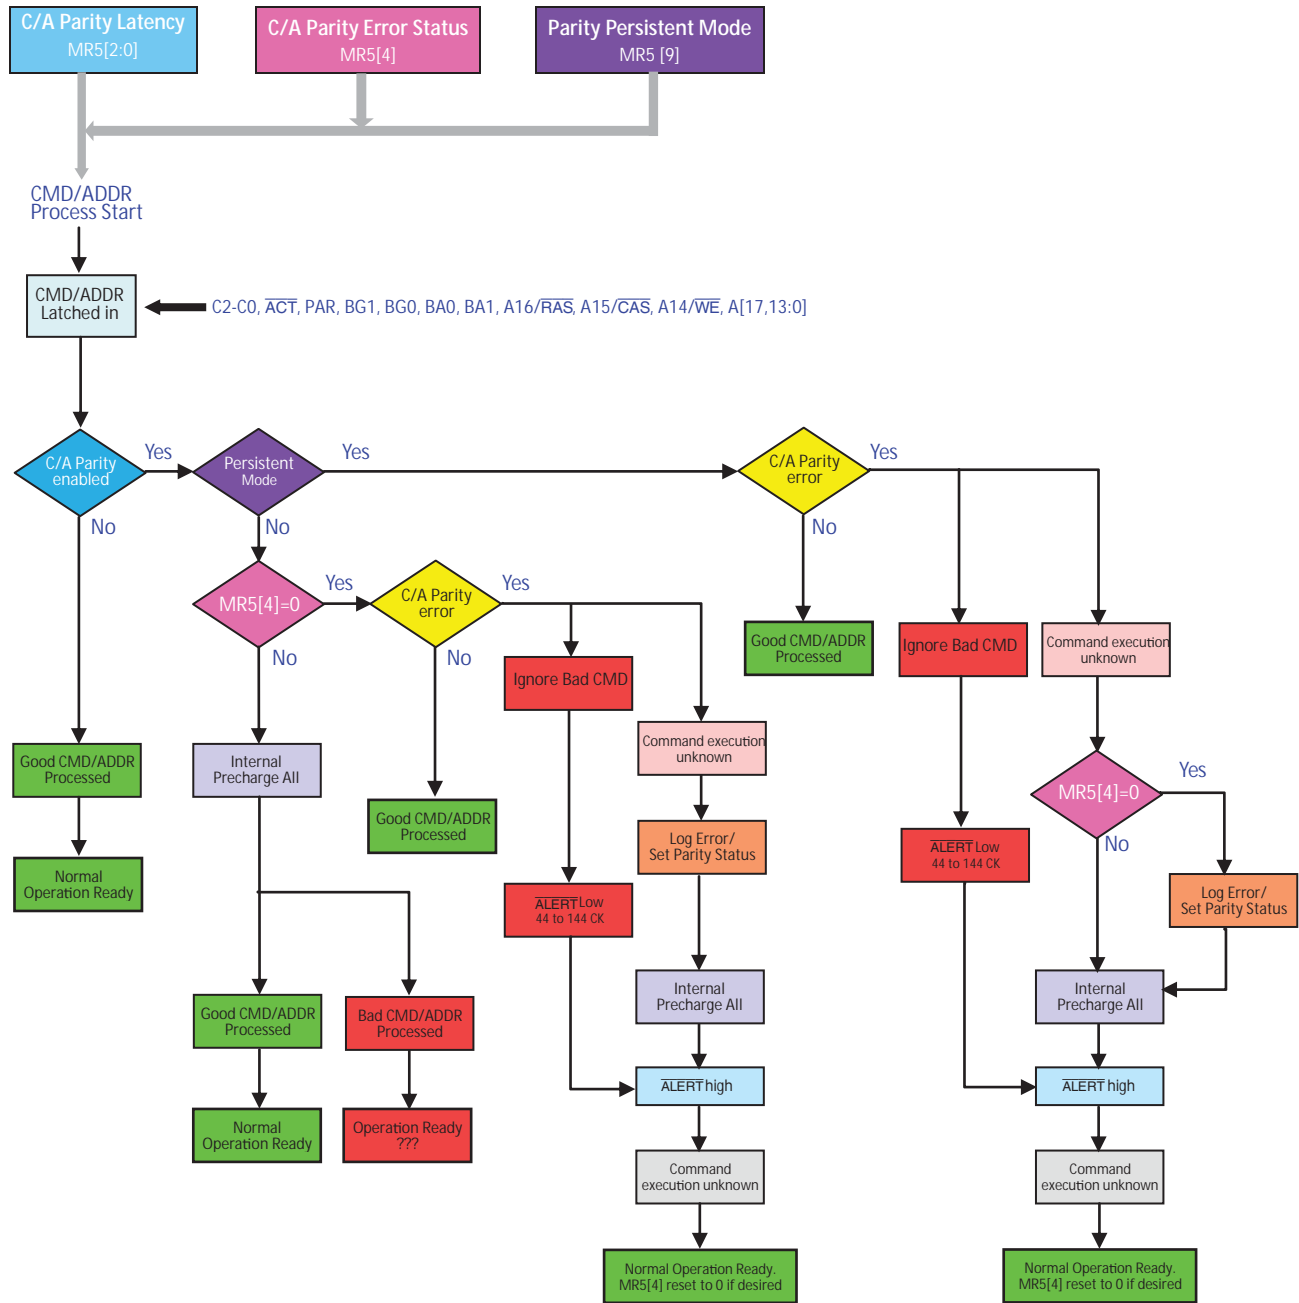 C/A Parity Latency
MR5[2:0]
C/A Parity Error Status
MR5[4]
Parity Persistent Mode
MR5 [9]
CMD/ADDR
Process Start
CMD/ADDR
Latched in
C2-C0, A̅C̅T̅, PAR, BG1, BG0, BA0, BA1, A16/R̅A̅S̅, A15/C̅A̅S̅, A14/W̅E̅, A[17,13:0]
C/A Parity
enabled
Yes
No
Persistent
Mode
Yes
No
C/A Parity
error
Yes
No
MR5[4]=0
Yes
No
C/A Parity
error
Yes
No
Good CMD/ADDR
Processed
Ignore Bad CMD
Command execution
unknown
Ignore Bad CMD
Command execution
unknown
Good CMD/ADDR
Processed
Internal
Precharge All
MR5[4]=0
Yes
No
Good CMD/ADDR
Processed
Log Error/
Set Parity Status
A̅L̅E̅R̅T̅ Low
44 to 144 CK
Normal
Operation Ready
A̅L̅E̅R̅T̅ Low
44 to 144 CK
Log Error/
Set Parity Status
Good CMD/ADDR
Processed
Bad CMD/ADDR
Processed
Internal
Precharge All
Internal
Precharge All
A̅L̅E̅R̅T̅ high
A̅L̅E̅R̅T̅ high
Normal
Operation Ready
Operation Ready
???
Command
execution unknown
Command
execution unknown
Normal Operation Ready.
MR5[4] reset to 0 if desired
Normal Operation Ready.
MR5[4] reset to 0 if desired